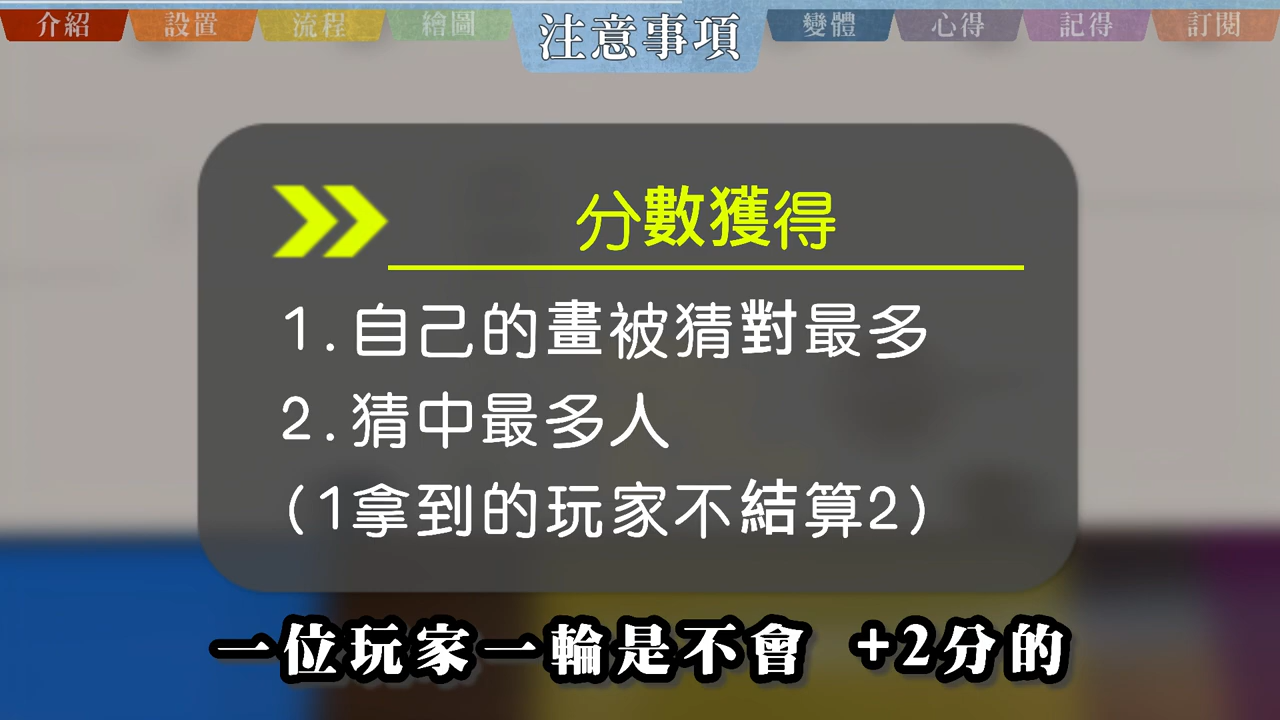 介紹 設置 流程 繪圖 注意事項 變體 心得 記得 訂閱
分數獲得
1.自己的畫被猜對最多
2.猜中最多人
(1拿到的玩家不結算2)
一位玩家一輪是不會 +2分的